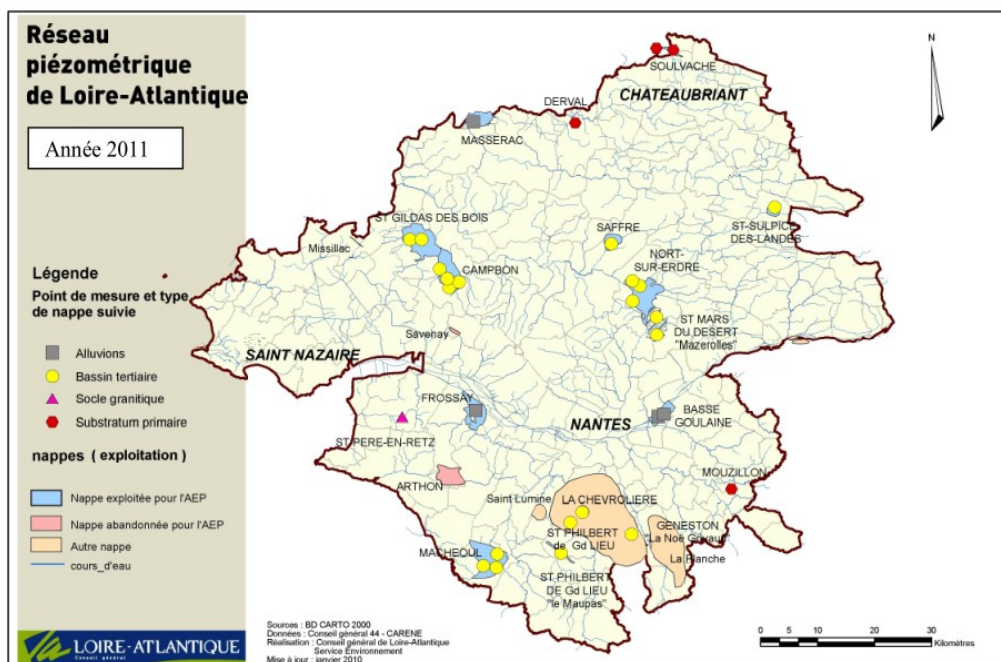 Réseau
piézométrique
de Loire-Atlantique
Année 2011
Légende
Point de mesure et type
de nappe suivie
Alluvions
Bassin tertiaire
Socle granitique
Substratum primaire
nappes ( exploitation )
Nappe exploitée pour l'AEP
Nappe abandonnée pour l'AEP
Autre nappe
cours_d'eau
LOIRE-ATLANTIQUE
Conseil général
N
SOULVACHE
CHATEAUBRIANT
DERVAL
MASSERAC
ST GILDAS DES BOIS
SAFFRE
ST-SULPICE
DES-LANDES
Missillac
CAMPBON
NORT-
SUR-ERDRE
ST MARS
DU DESERT
"Mazerolles"
Savenay
SAINT NAZAIRE
FROSSAY
NANTES
BASSE
GOULAINE
ST PERE-EN-RETZ
MOUZILLON
ARTHON
Saint Lumine
LA CHEVROLIERE
ST PHILBERT
de Gd LIEU
GENESTON
"La Noë Grivaud"
La Planche
MACHECOUL
ST PHILBERT
DE Gd LIEU
"le Maupas"
Sources : BD CARTO 2000
Données : Conseil général 44 - CARENE
Réalisation : Conseil général de Loire-Atlantique
Service Environnement
Mise à jour : janvier 2010
0 5 10 20 30
Kilomètres